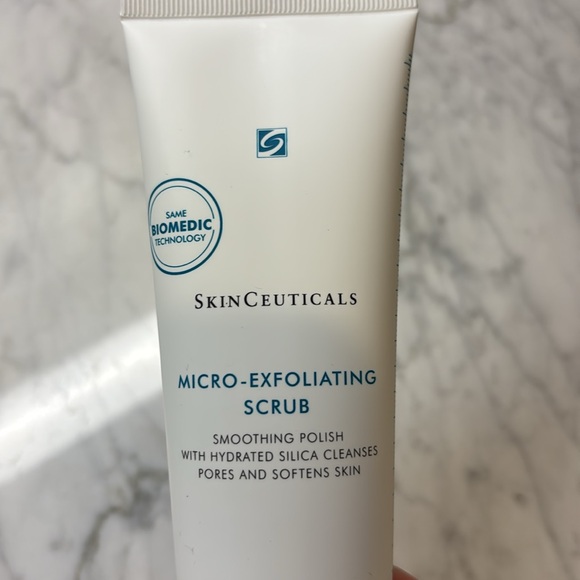 SAME
BIOMEDIC
TECHNOLOGY
SKINCEUTICALS
MICRO-EXFOLIATING
SCRUB
SMOOTHING POLISH
WITH HYDRATED SILICA CLEANSES
PORES AND SOFTENS SKIN